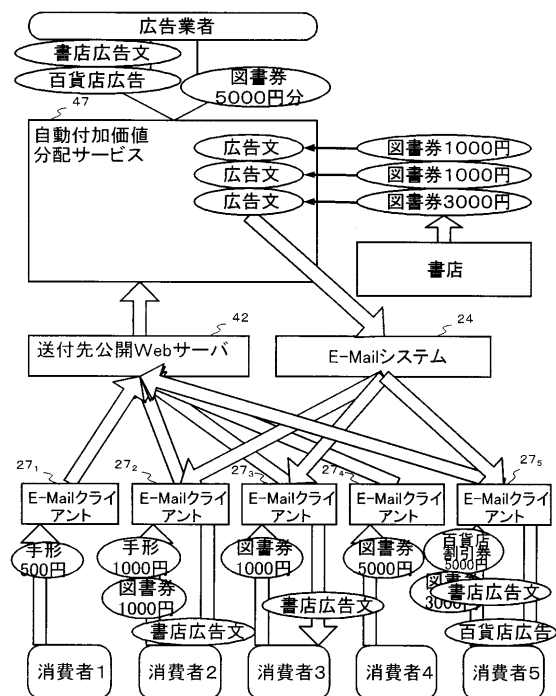 広告業者
書店広告文
百貨店広告
図書券
5000円分
47
自動付加価値
分配サービス
広告文
図書券1000円
広告文
図書券1000円
広告文
図書券3000円
書店
42
送付先公開Webサーバ
24
E-Mailシステム
27₁
E-Mailクライ
アント
27₂
E-Mailクライ
アント
27₃
E-Mailクライ
アント
27₄
E-Mailクライ
アント
27₅
E-Mailクライ
アント
手形
500円
手形
1000円
図書券
1000円
書店広告文
図書券
1000円
書店広告文
図書券
5000円
百貨店
割引券
5000円
図書券
3000円
書店広告文
百貨店広告
消費者1
消費者2
消費者3
消費者4
消費者5